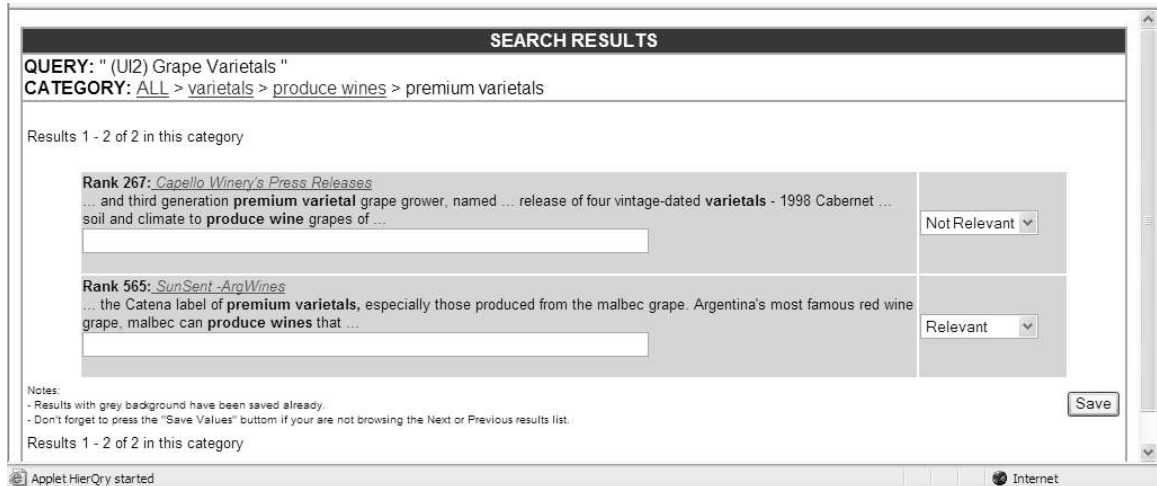 SEARCH RESULTS
QUERY: " (UI2) Grape Varietals "
CATEGORY: ALL > varietals > produce wines > premium varietals
Results 1 - 2 of 2 in this category
Rank 267: Capello Winery's Press Releases
... and third generation premium varietal grape grower, named ... release of four vintage-dated varietals - 1998 Cabernet ...
soil and climate to produce wine grapes of ...
Not Relevant
Rank 565: SunSent -ArgWines
... the Catena label of premium varietals, especially those produced from the malbec grape. Argentina's most famous red wine
grape, malbec can produce wines that ...
Relevant
Notes:
- Results with grey background have been saved already.
- Don't forget to press the "Save Values" buttom if your are not browsing the Next or Previous results list.
Save
Results 1 - 2 of 2 in this category
Applet HierQry started
Internet